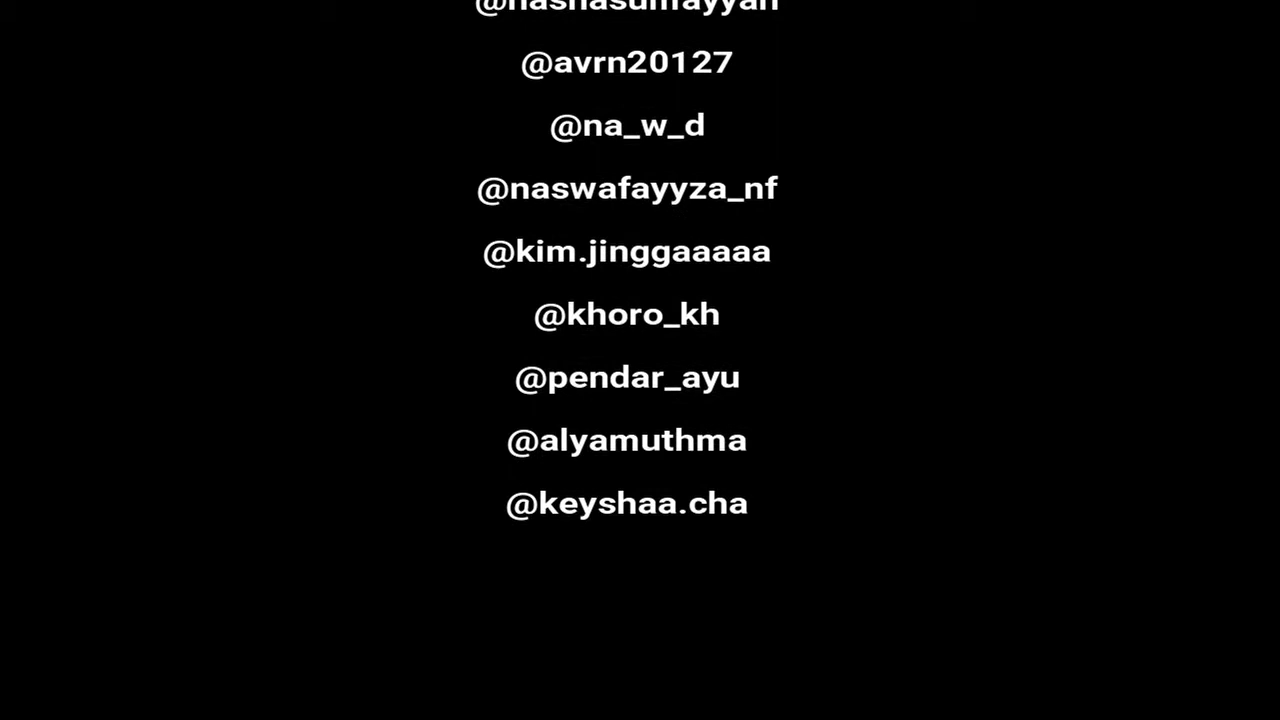 @avrn20127
@na_w_d
@naswafayyza_nf
@kim.jinggaaaaa
@khoro_kh
@pendar_ayu
@alyamuthma
@keyshaa.cha